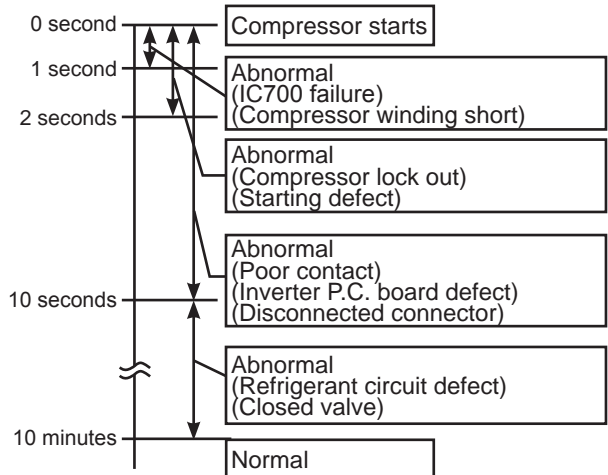 0 second
Compressor starts
1 second
Abnormal
(IC700 failure)
(Compressor winding short)
2 seconds
Abnormal
(Compressor lock out)
(Starting defect)
Abnormal
(Poor contact)
(Inverter P.C. board defect)
(Disconnected connector)
10 seconds
Abnormal
(Refrigerant circuit defect)
(Closed valve)
10 minutes
Normal